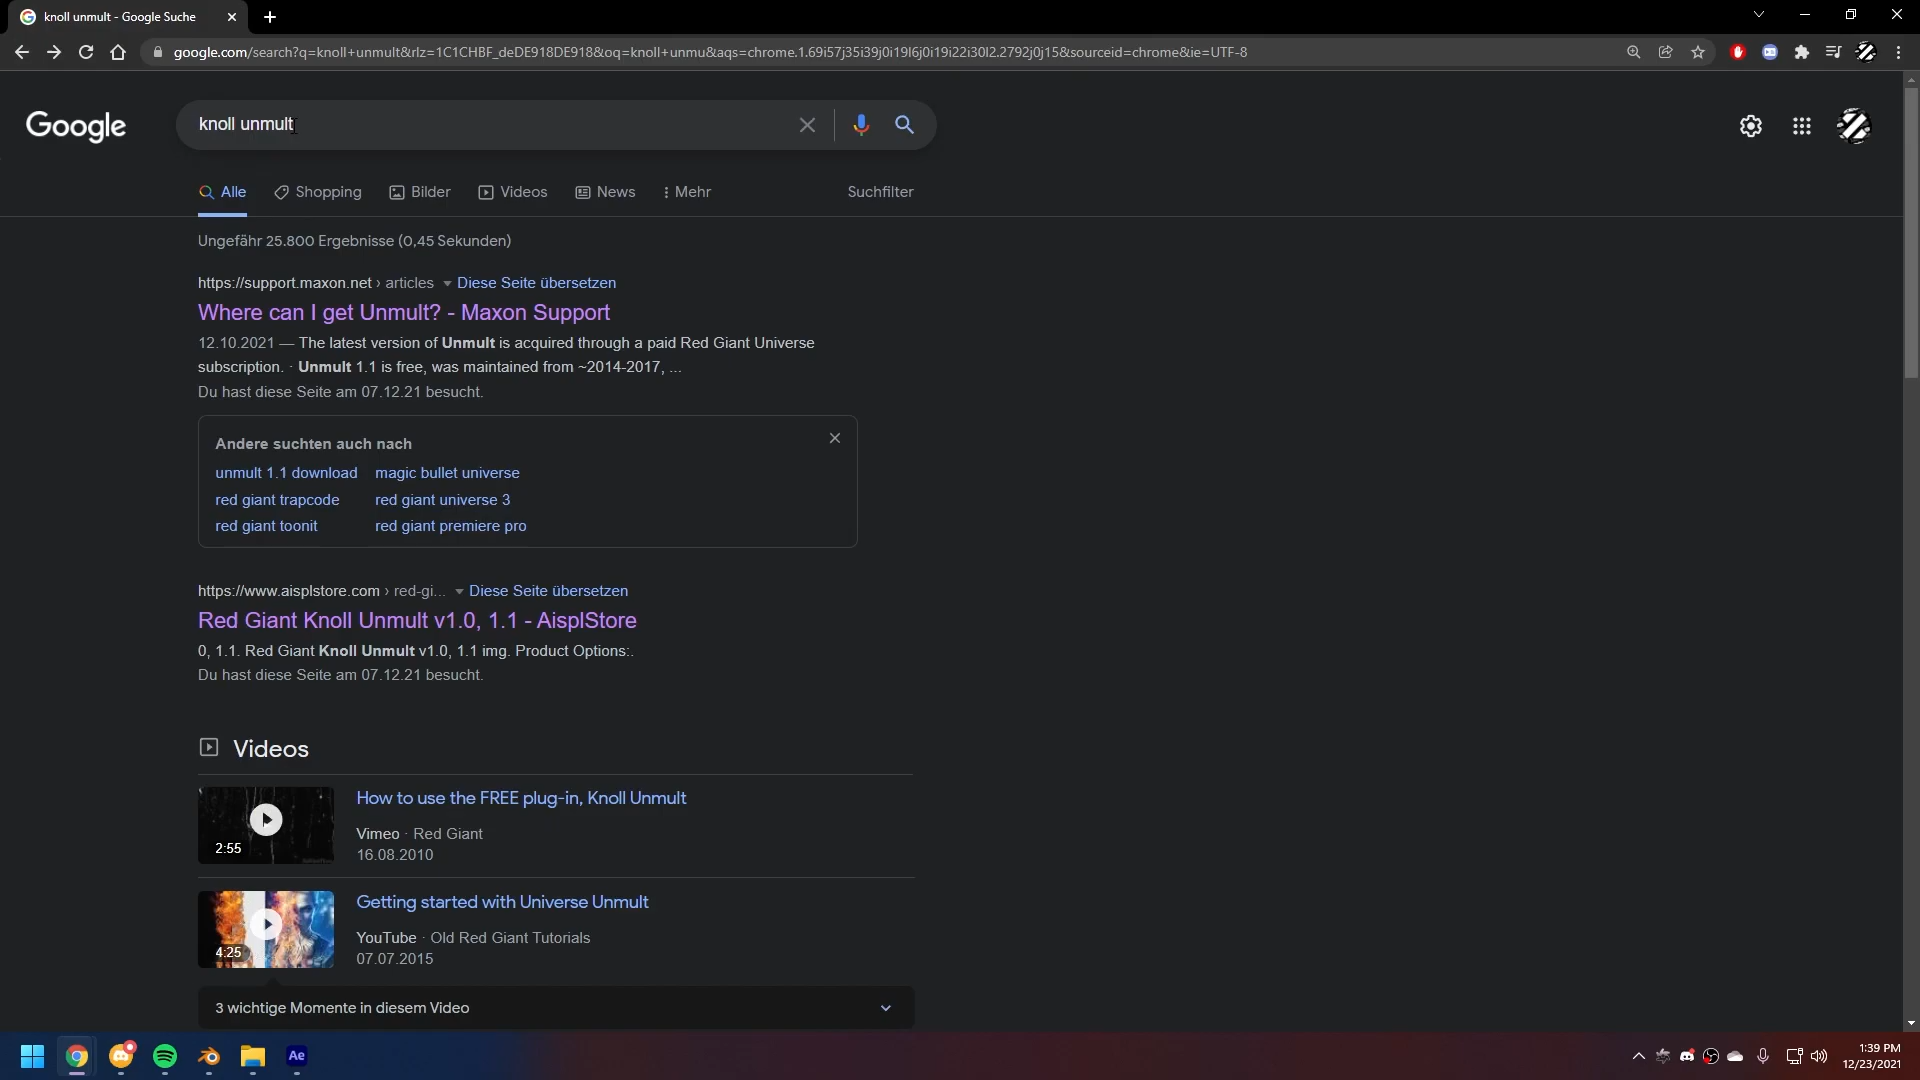 knoll unmult - Google Suche
google.com/search?q=knoll+unmult&rlz=1C1CHBF_deDE918DE918&oq=knoll+unmu&aqs=chrome.1.69i57j35i39j0i19l6j0i19i22i30l2.2792j0j15&sourceid=chrome&ie=UTF-8
Google
knoll unmult
Alle Shopping Bilder Videos News Mehr Suchfilter
Ungefähr 25.800 Ergebnisse (0,45 Sekunden)
https://support.maxon.net › articles Diese Seite übersetzen
Where can I get Unmult? - Maxon Support
12.10.2021 — The latest version of Unmult is acquired through a paid Red Giant Universe
subscription. · Unmult 1.1 is free, was maintained from ~2014-2017, ...
Du hast diese Seite am 07.12.21 besucht.
Andere suchten auch nach
unmult 1.1 download magic bullet universe
red giant trapcode red giant universe 3
red giant toonit red giant premiere pro
https://www.aisplstore.com › red-gi... Diese Seite übersetzen
Red Giant Knoll Unmult v1.0, 1.1 - AisplStore
0, 1.1. Red Giant Knoll Unmult v1.0, 1.1 img. Product Options:.
Du hast diese Seite am 07.12.21 besucht.
Videos
How to use the FREE plug-in, Knoll Unmult
Vimeo · Red Giant
2:55
16.08.2010
Getting started with Universe Unmult
YouTube · Old Red Giant Tutorials
4:25
07.07.2015
3 wichtige Momente in diesem Video
Ae
1:39 PM
12/23/2021